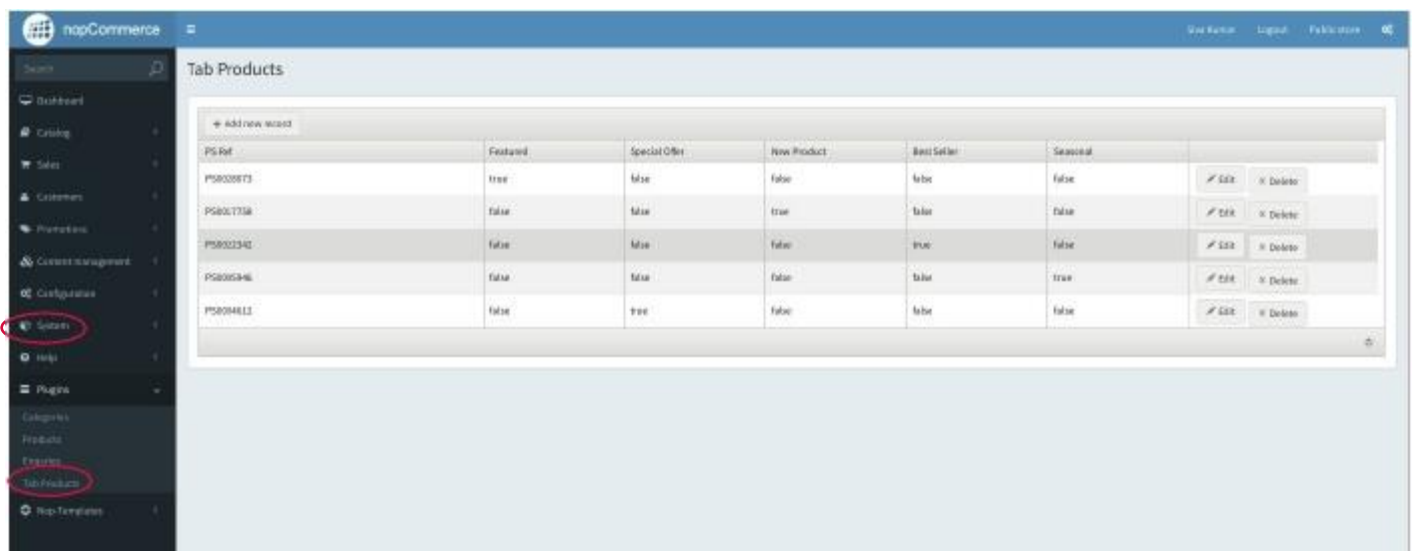 nopCommerce
Logout Public store
Search
Tab Products
Dashboard
Catalog
+ Add new record
PS Ref Featured Special Offer New Product Best Seller Seasonal
Sales
true false false false false Edit × Delete
Customers
false false true false false Edit × Delete
Promotions
false false false true false Edit × Delete
Content management
false false false false true Edit × Delete
Configuration
false true false false false Edit × Delete
System
Help
Plugins
Categories
Products
Enquiries
Tab Products
Nop-Templates